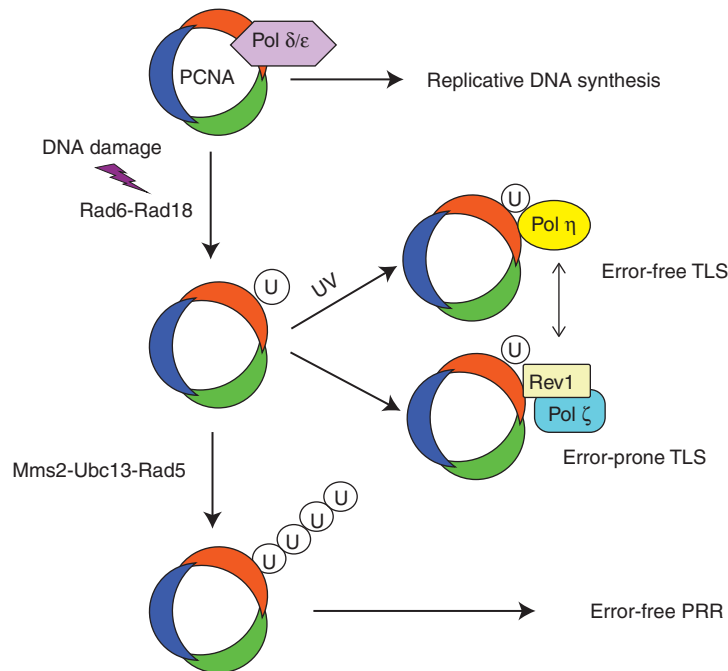 Pol δ/ε
PCNA
Replicative DNA synthesis
DNA damage
Rad6-Rad18
U
Pol η
U
UV
Error-free TLS
U
Rev1
Pol ζ
Mms2-Ubc13-Rad5
Error-prone TLS
U
U
U
U
Error-free PRR